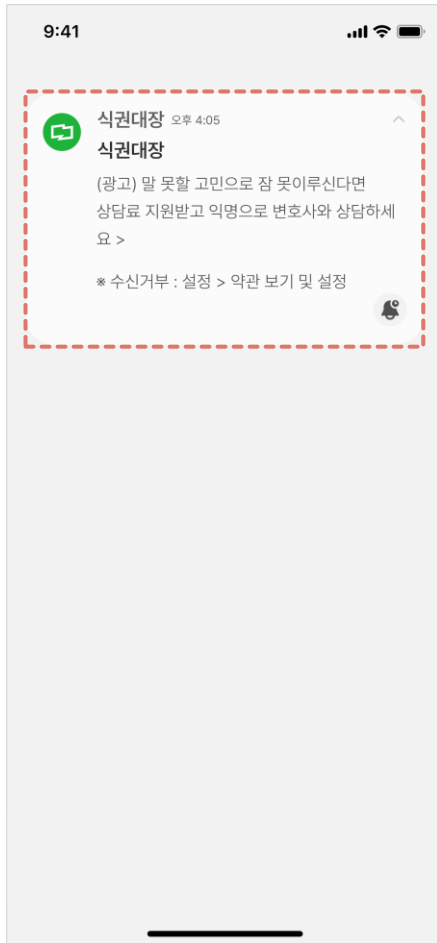 9:41
식권대장 오후 4:05
식권대장
(광고) 말 못할 고민으로 잠 못이루신다면
상담료 지원받고 익명으로 변호사와 상담하세
요 >
※ 수신거부 : 설정 > 약관 보기 및 설정